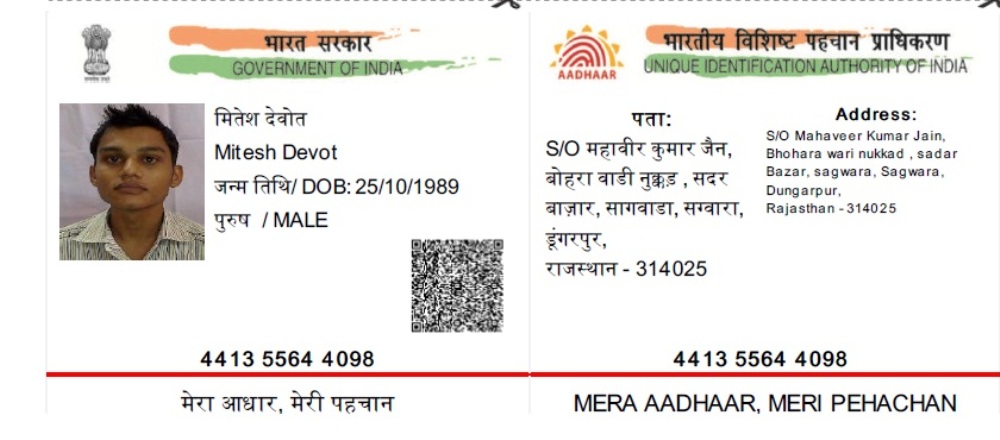 भारत सरकार
GOVERNMENT OF INDIA
मितेश देवोत
Mitesh Devot
जन्म तिथि/ DOB: 25/10/1989
पुरुष / MALE
4413 5564 4098
मेरा आधार, मेरी पहचान
भारतीय विशिष्ट पहचान प्राधिकरण
UNIQUE IDENTIFICATION AUTHORITY OF INDIA
AADHAAR
पता:
S/O महावीर कुमार जैन,
बोहरा वाडी नुक्कड़ , सदर
बाज़ार, सागवाडा, सग्वारा,
डूंगरपुर,
राजस्थान - 314025
Address:
S/O Mahaveer Kumar Jain,
Bhohara wari nukkad , sadar
Bazar, sagwara, Sagwara,
Dungarpur,
Rajasthan - 314025
4413 5564 4098
MERA AADHAAR, MERI PEHACHAN